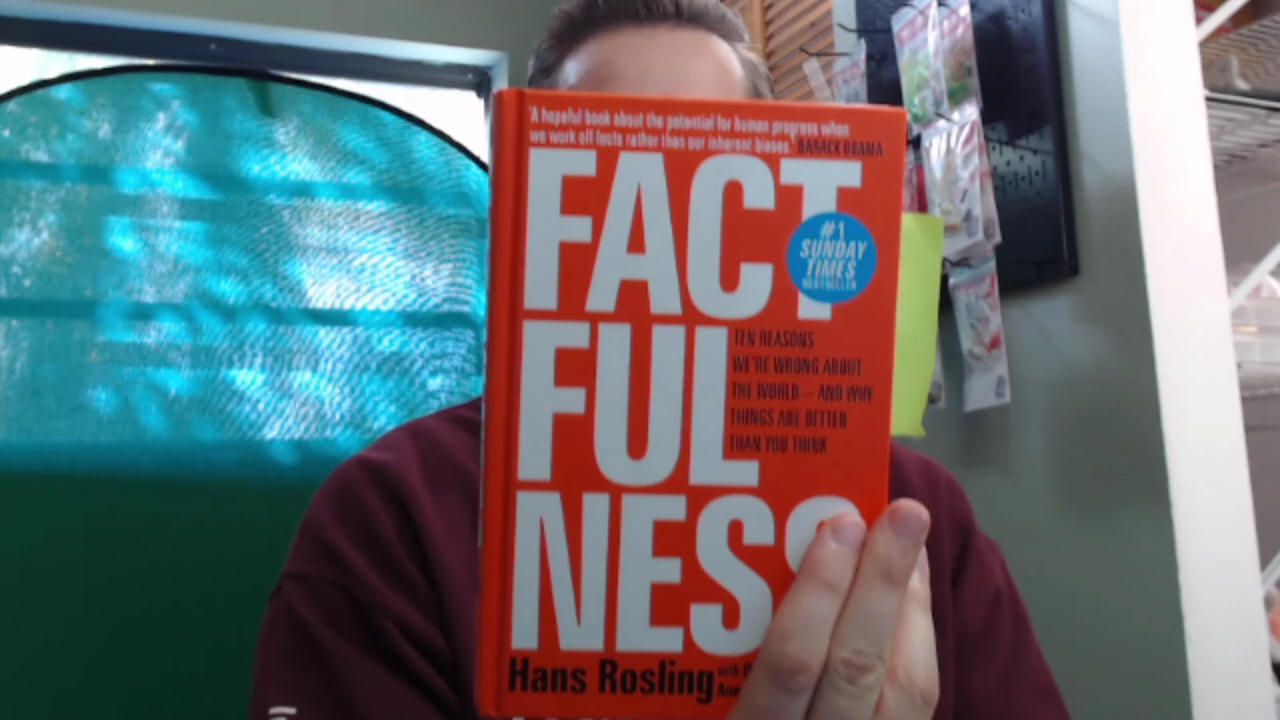 'A hopeful book about the potential for human progress when
we work off facts rather than our inherent biases.' BARACK OBAMA
FACT
#1
SUNDAY
TIMES
BESTSELLER
FUL
TEN REASONS
WE'RE WRONG ABOUT
THE WORLD – AND WHY
THINGS ARE BETTER
THAN YOU THINK
NESS
Hans Rosling with